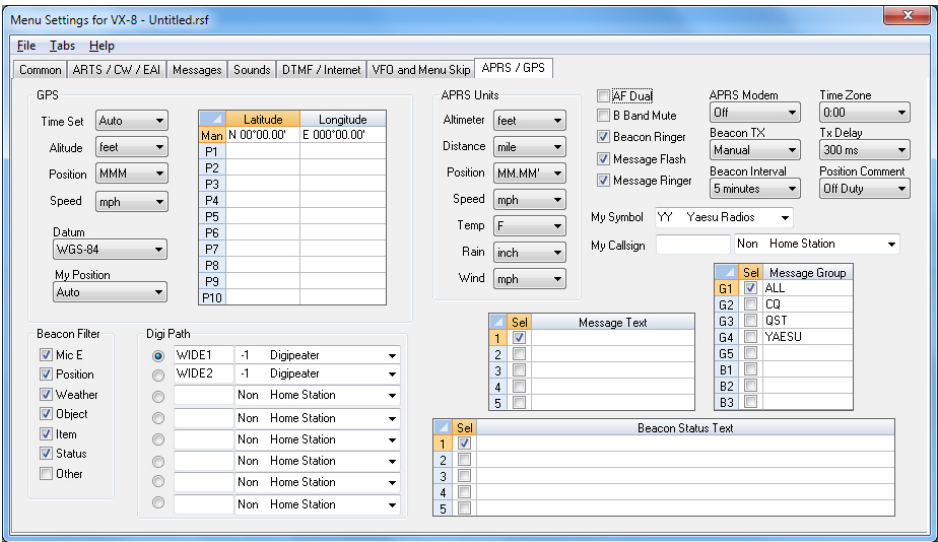 Menu Settings for VX-8 - Untitled.rsf
File Tabs Help
Common ARTS / CW / EAI Messages Sounds DTMF / Internet VFO and Menu Skip APRS / GPS
GPS
Time Set Auto
Alitude feet
Position MMM
Speed mph
Datum
WGS-84
My Position
Auto
Latitude Longitude
Man N 00°00.00' E 000°00.00'
P1
P2
P3
P4
P5
P6
P7
P8
P9
P10
APRS Units
Altimeter feet
Distance mile
Position MM.MM'
Speed mph
Temp F
Rain inch
Wind mph
AF Dual
B Band Mute
Beacon Ringer
Message Flash
Message Ringer
APRS Modem
Off
Beacon TX
Manual
Beacon Interval
5 minutes
Time Zone
0:00
Tx Delay
300 ms
Position Comment
Off Duty
My Symbol YY Yaesu Radios
My Callsign Non Home Station
Sel Message Group
G1 ALL
G2 CQ
G3 QST
G4 YAESU
G5
B1
B2
B3
Sel Message Text
1
2
3
4
5
Beacon Filter
Mic E
Position
Weather
Object
Item
Status
Other
Digi Path
WIDE1 -1 Digipeater
WIDE2 -1 Digipeater
Non Home Station
Non Home Station
Non Home Station
Non Home Station
Non Home Station
Non Home Station
Sel Beacon Status Text
1
2
3
4
5